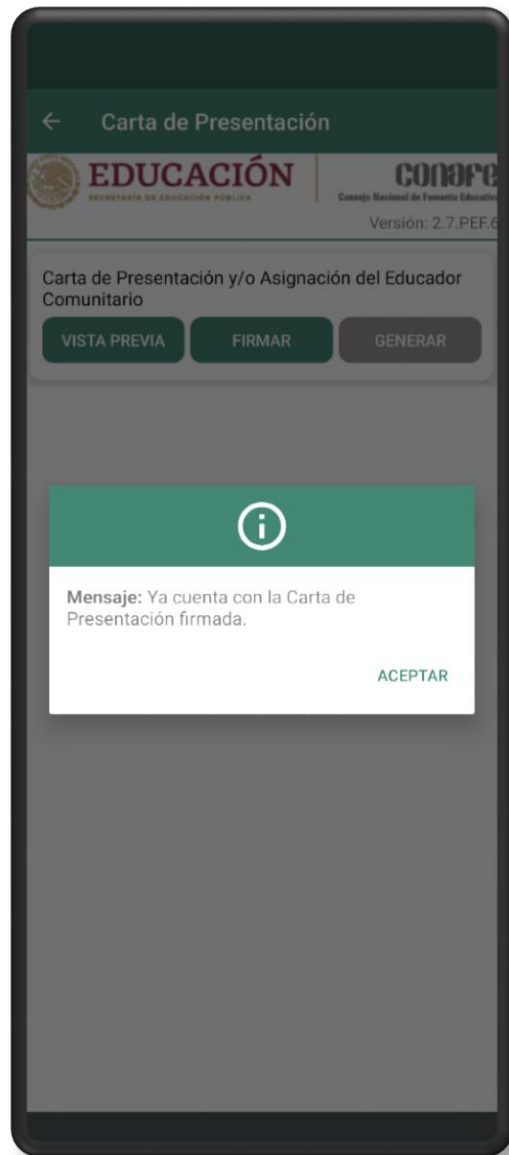 ← Carta de Presentación
EDUCACIÓN
SECRETARÍA DE EDUCACIÓN PÚBLICA
CONAFE
Consejo Nacional de Fomento Educativo
Versión: 2.7.PEF.6
Carta de Presentación y/o Asignación del Educador
Comunitario
VISTA PREVIA FIRMAR GENERAR
Mensaje: Ya cuenta con la Carta de
Presentación firmada.
ACEPTAR